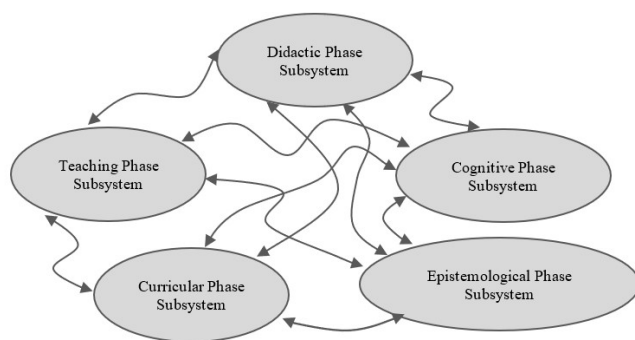 Didactic Phase
Subsystem
Teaching Phase
Subsystem
Cognitive Phase
Subsystem
Curricular Phase
Subsystem
Epistemological Phase
Subsystem